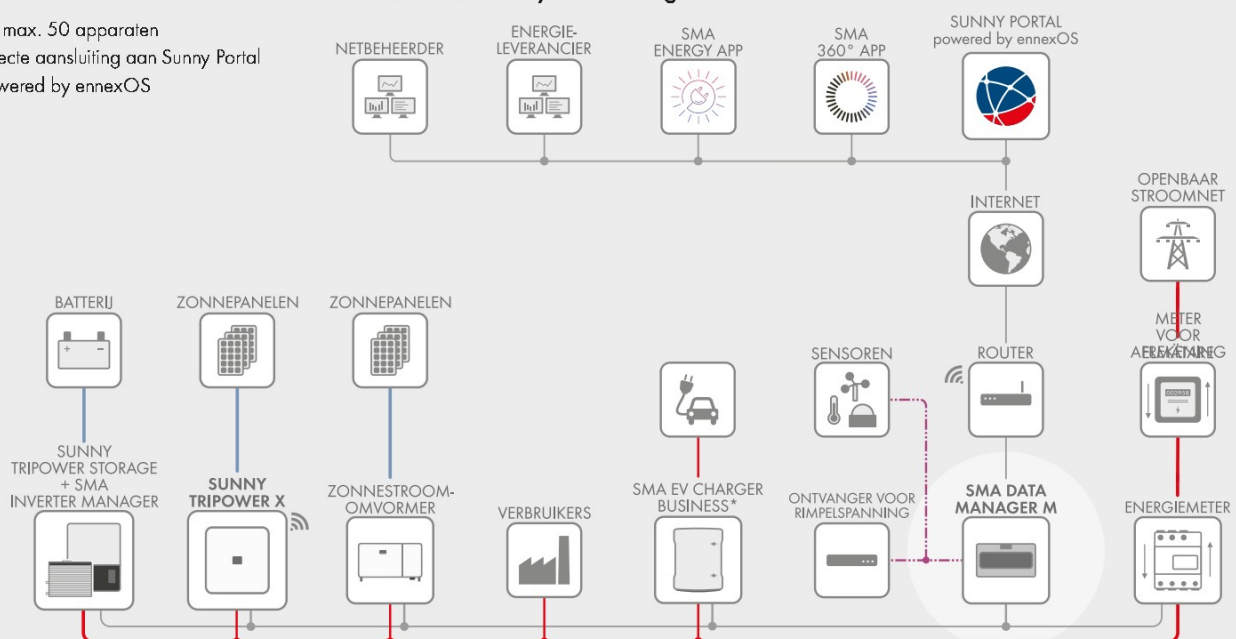 max. 50 apparaten
ecte aansluiting aan Sunny Portal
wered by ennexOS
NETBEHEERDER
ENERGIE-
LEVERANCIER
SMA
ENERGY APP
SMA
360° APP
SUNNY PORTAL
powered by ennexOS
INTERNET
OPENBAAR
STROOMNET
BATTERIJ
ZONNEPANELEN
ZONNEPANELEN
SENSOREN
ROUTER
METER
VOOR
SUNNY
TRIPOWER STORAGE
+ SMA
INVERTER MANAGER
SUNNY
TRIPOWER X
ZONNESTROOM-
OMVORMER
VERBRUIKERS
SMA EV CHARGER
BUSINESS*
ONTVANGER VOOR
RIMPELSPANNING
SMA DATA
MANAGER M
ENERGIEMETER